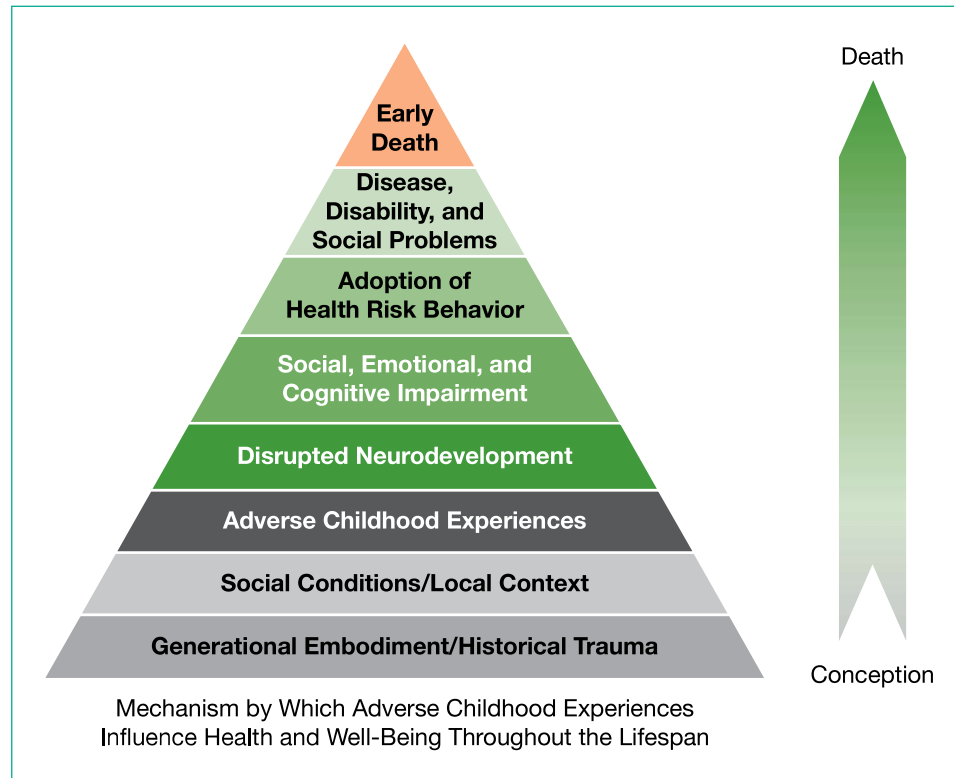 Death
Early
Death
Disease,
Disability, and
Social Problems
Adoption of
Health Risk Behavior
Social, Emotional, and
Cognitive Impairment
Disrupted Neurodevelopment
Adverse Childhood Experiences
Social Conditions/Local Context
Generational Embodiment/Historical Trauma
Conception
Mechanism by Which Adverse Childhood Experiences
Influence Health and Well-Being Throughout the Lifespan